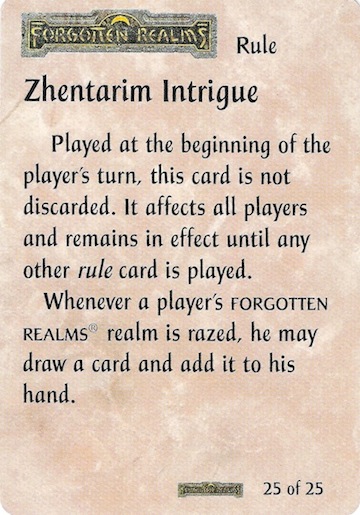 FORGOTTEN REALMS
Rule
Zhentarim Intrigue
Played at the beginning of the
player's turn, this card is not
discarded. It affects all players
and remains in effect until any
other rule card is played.
Whenever a player's FORGOTTEN
REALMS® realm is razed, he may
draw a card and add it to his
hand.
FORGOTTEN REALMS
25 of 25